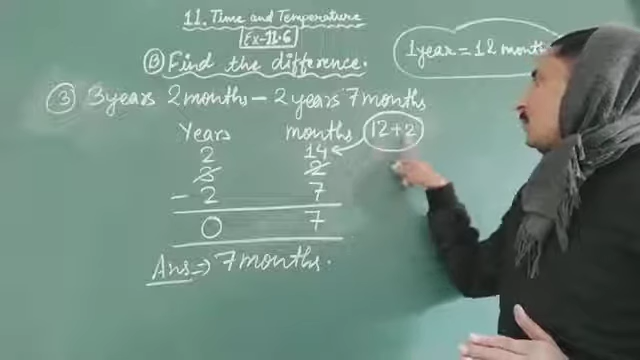 11. Time and Temperature
Ex-11.6
B Find the difference.
1 year = 12 month
3 3 years 2 months - 2 years 7 months
Years months 12+2
2 14
3 2
- 2 7
0 7
Ans → 7 months.